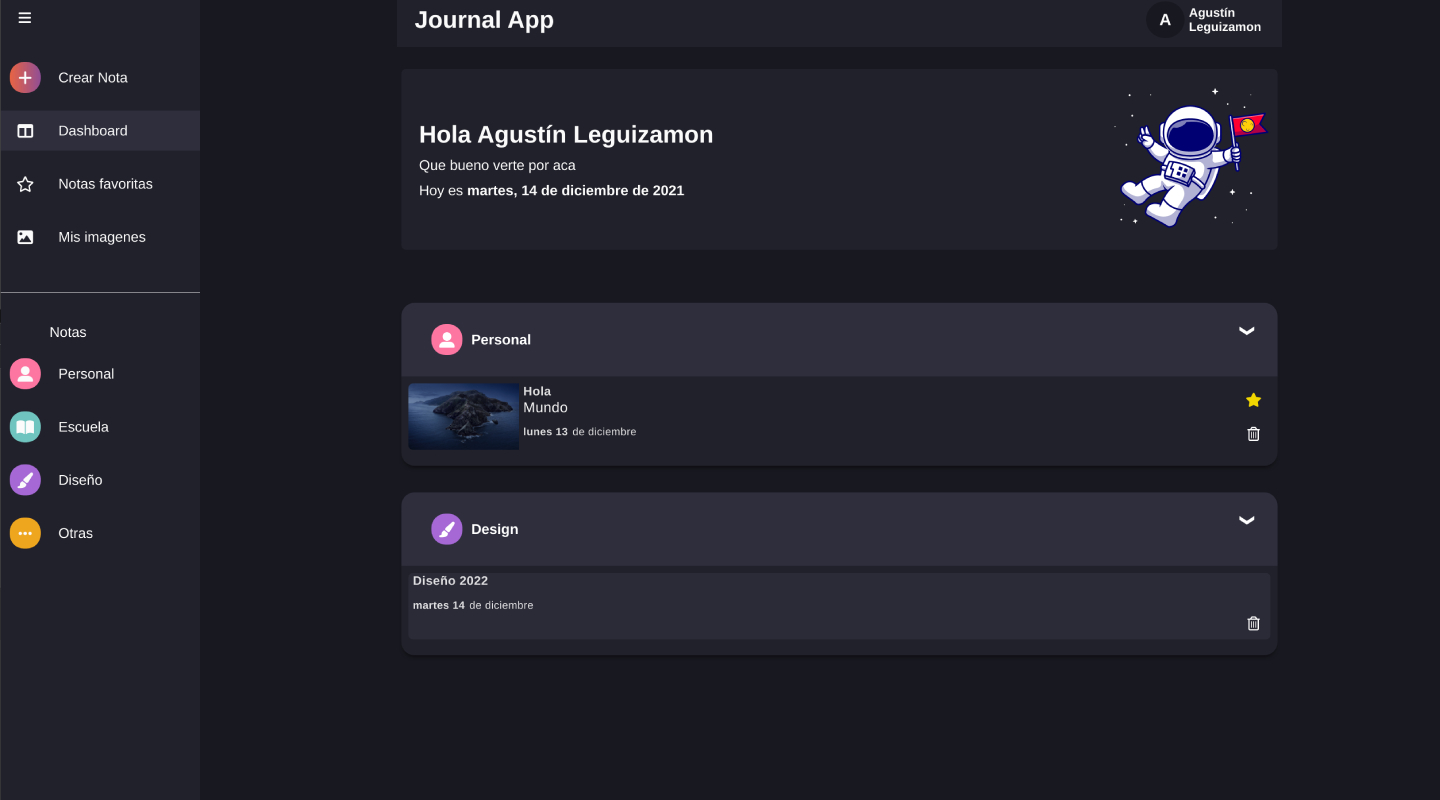 Journal App
A
Agustín
Leguizamon
Crear Nota
Dashboard
Notas favoritas
Mis imagenes
Notas
Personal
Escuela
Diseño
Otras
Hola Agustín Leguizamon
Que bueno verte por aca
Hoy es martes, 14 de diciembre de 2021
Personal
Hola
Mundo
lunes 13 de diciembre
Design
Diseño 2022
martes 14 de diciembre